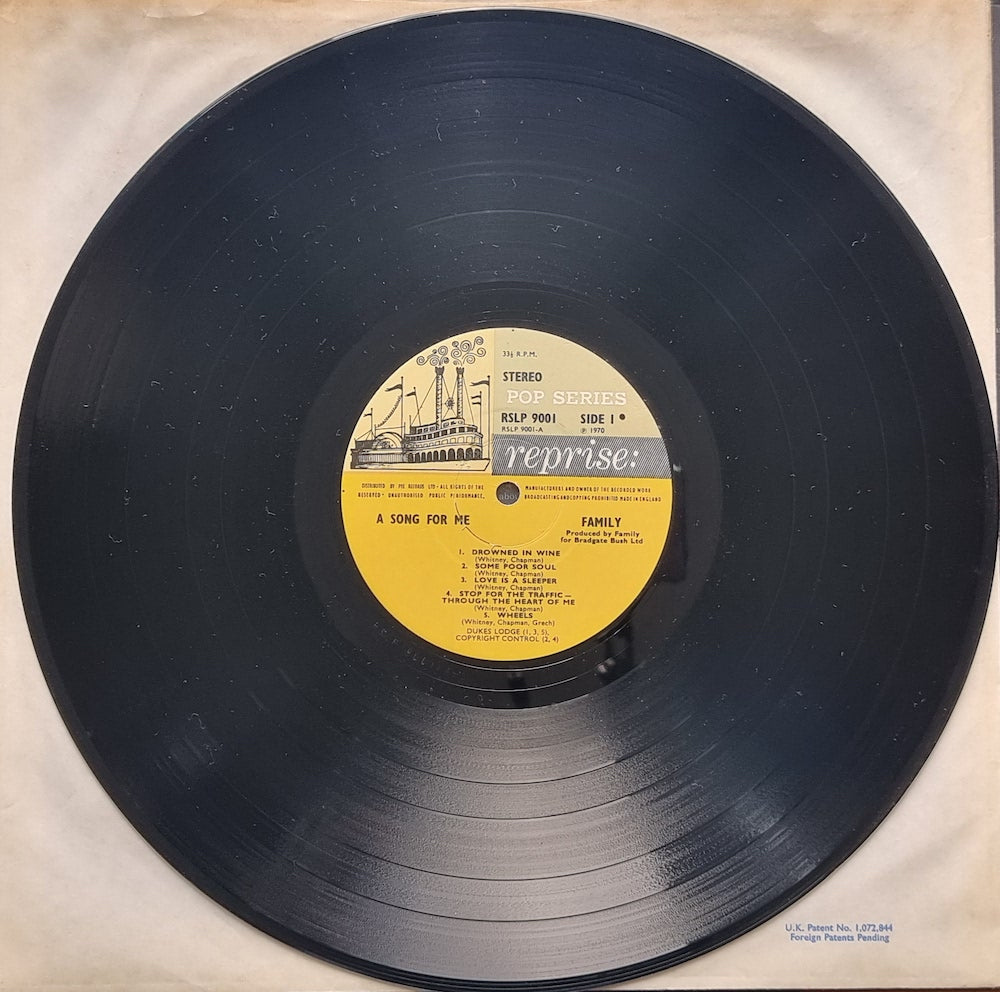 33⅓ R.P.M.
STEREO
POP SERIES
RSLP 9001 SIDE 1
RSLP 9001-A ℗ 1970
reprise:
DISTRIBUTED BY PYE RECORDS LTD • ALL RIGHTS OF THE MANUFACTURERS AND OWNER OF THE RECORDED WORK
RESERVED • UNAUTHORISED PUBLIC PERFORMANCE, BROADCASTING AND COPYING PROHIBITED MADE IN ENGLAND
A SONG FOR ME
FAMILY
Produced by Family
for Bradgate Bush Ltd
1. DROWNED IN WINE
(Whitney, Chapman)
2. SOME POOR SOUL
(Whitney, Chapman)
3. LOVE IS A SLEEPER
(Whitney, Chapman)
4. STOP FOR THE TRAFFIC—
THROUGH THE HEART OF ME
(Whitney, Chapman)
5. WHEELS
(Whitney, Chapman, Grech)
DUKES LODGE (1, 3, 5),
COPYRIGHT CONTROL (2, 4)
U.K. Patent No. 1,072,844
Foreign Patents Pending